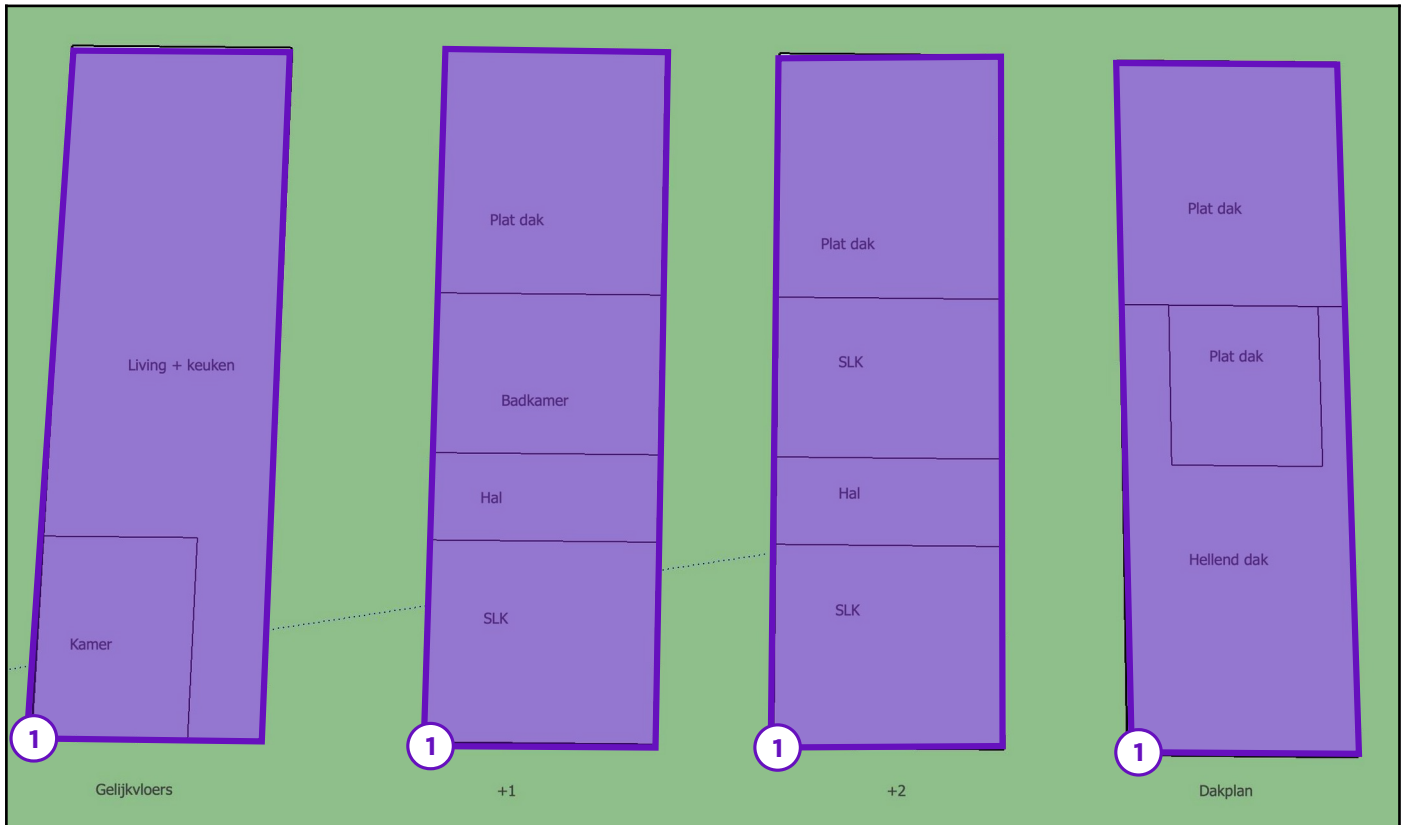 Living + keuken
Kamer
1
Gelijkvloers
Plat dak
Badkamer
Hal
SLK
1
+1
Plat dak
SLK
Hal
SLK
1
+2
Plat dak
Plat dak
Hellend dak
1
Dakplan